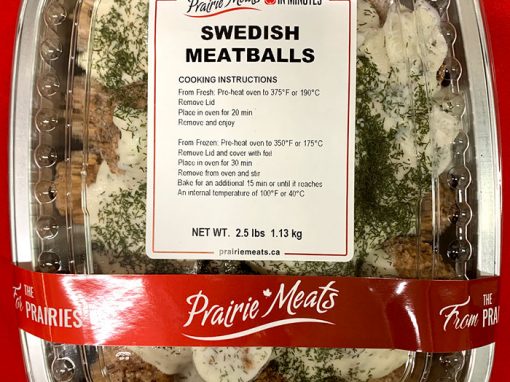 Prairie Meats IN MINUTES
SWEDISH
MEATBALLS
COOKING INSTRUCTIONS
From Fresh: Pre-heat oven to 375°F or 190°C
Remove Lid
Place in oven for 20 min
Remove and enjoy
From Frozen: Pre-heat oven to 350°F or 175°C
Remove Lid and cover with foil
Place in oven for 30 min
Remove from oven and stir
Bake for an additional 15 min or until it reaches
An internal temperature of 100°F or 40°C
NET WT. 2.5 lbs 1.13 kg
prairiemeats.ca
For THE
PRAIRIES
Prairie Meats
From THE
PRAI